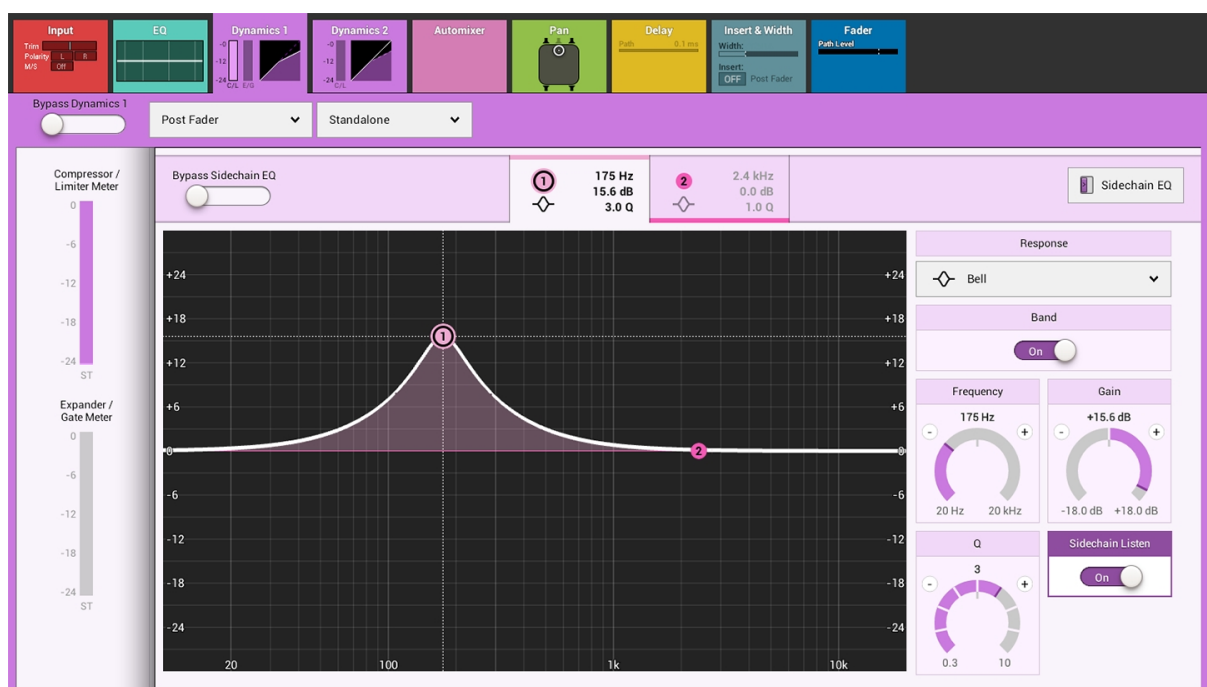 Input
Trim
Polarity L R
M/S Off
EQ
Dynamics 1
-0
-12
-24
C/L E/G
Dynamics 2
-0
-12
-24
C/L
Automixer
Pan
Delay
Path 0.1 ms
Insert & Width
Width:
Insert:
OFF Post Fader
Fader
Path Level
Bypass Dynamics 1
Post Fader
Standalone
Compressor /
Limiter Meter
0
-6
-12
-18
-24
ST
Expander /
Gate Meter
0
-6
-12
-18
-24
ST
Bypass Sidechain EQ
1 175 Hz
15.6 dB
3.0 Q
2 2.4 kHz
0.0 dB
1.0 Q
Sidechain EQ
+24 +24
+18 +18
1
+12 +12
+6 +6
0 2 0
-6 -6
-12 -12
-18 -18
-24 -24
20 100 1k 10k
Response
Bell
Band
On
Frequency
175 Hz
- +
20 Hz 20 kHz
Gain
+15.6 dB
- +
-18.0 dB +18.0 dB
Q
3
- +
0.3 10
Sidechain Listen
On